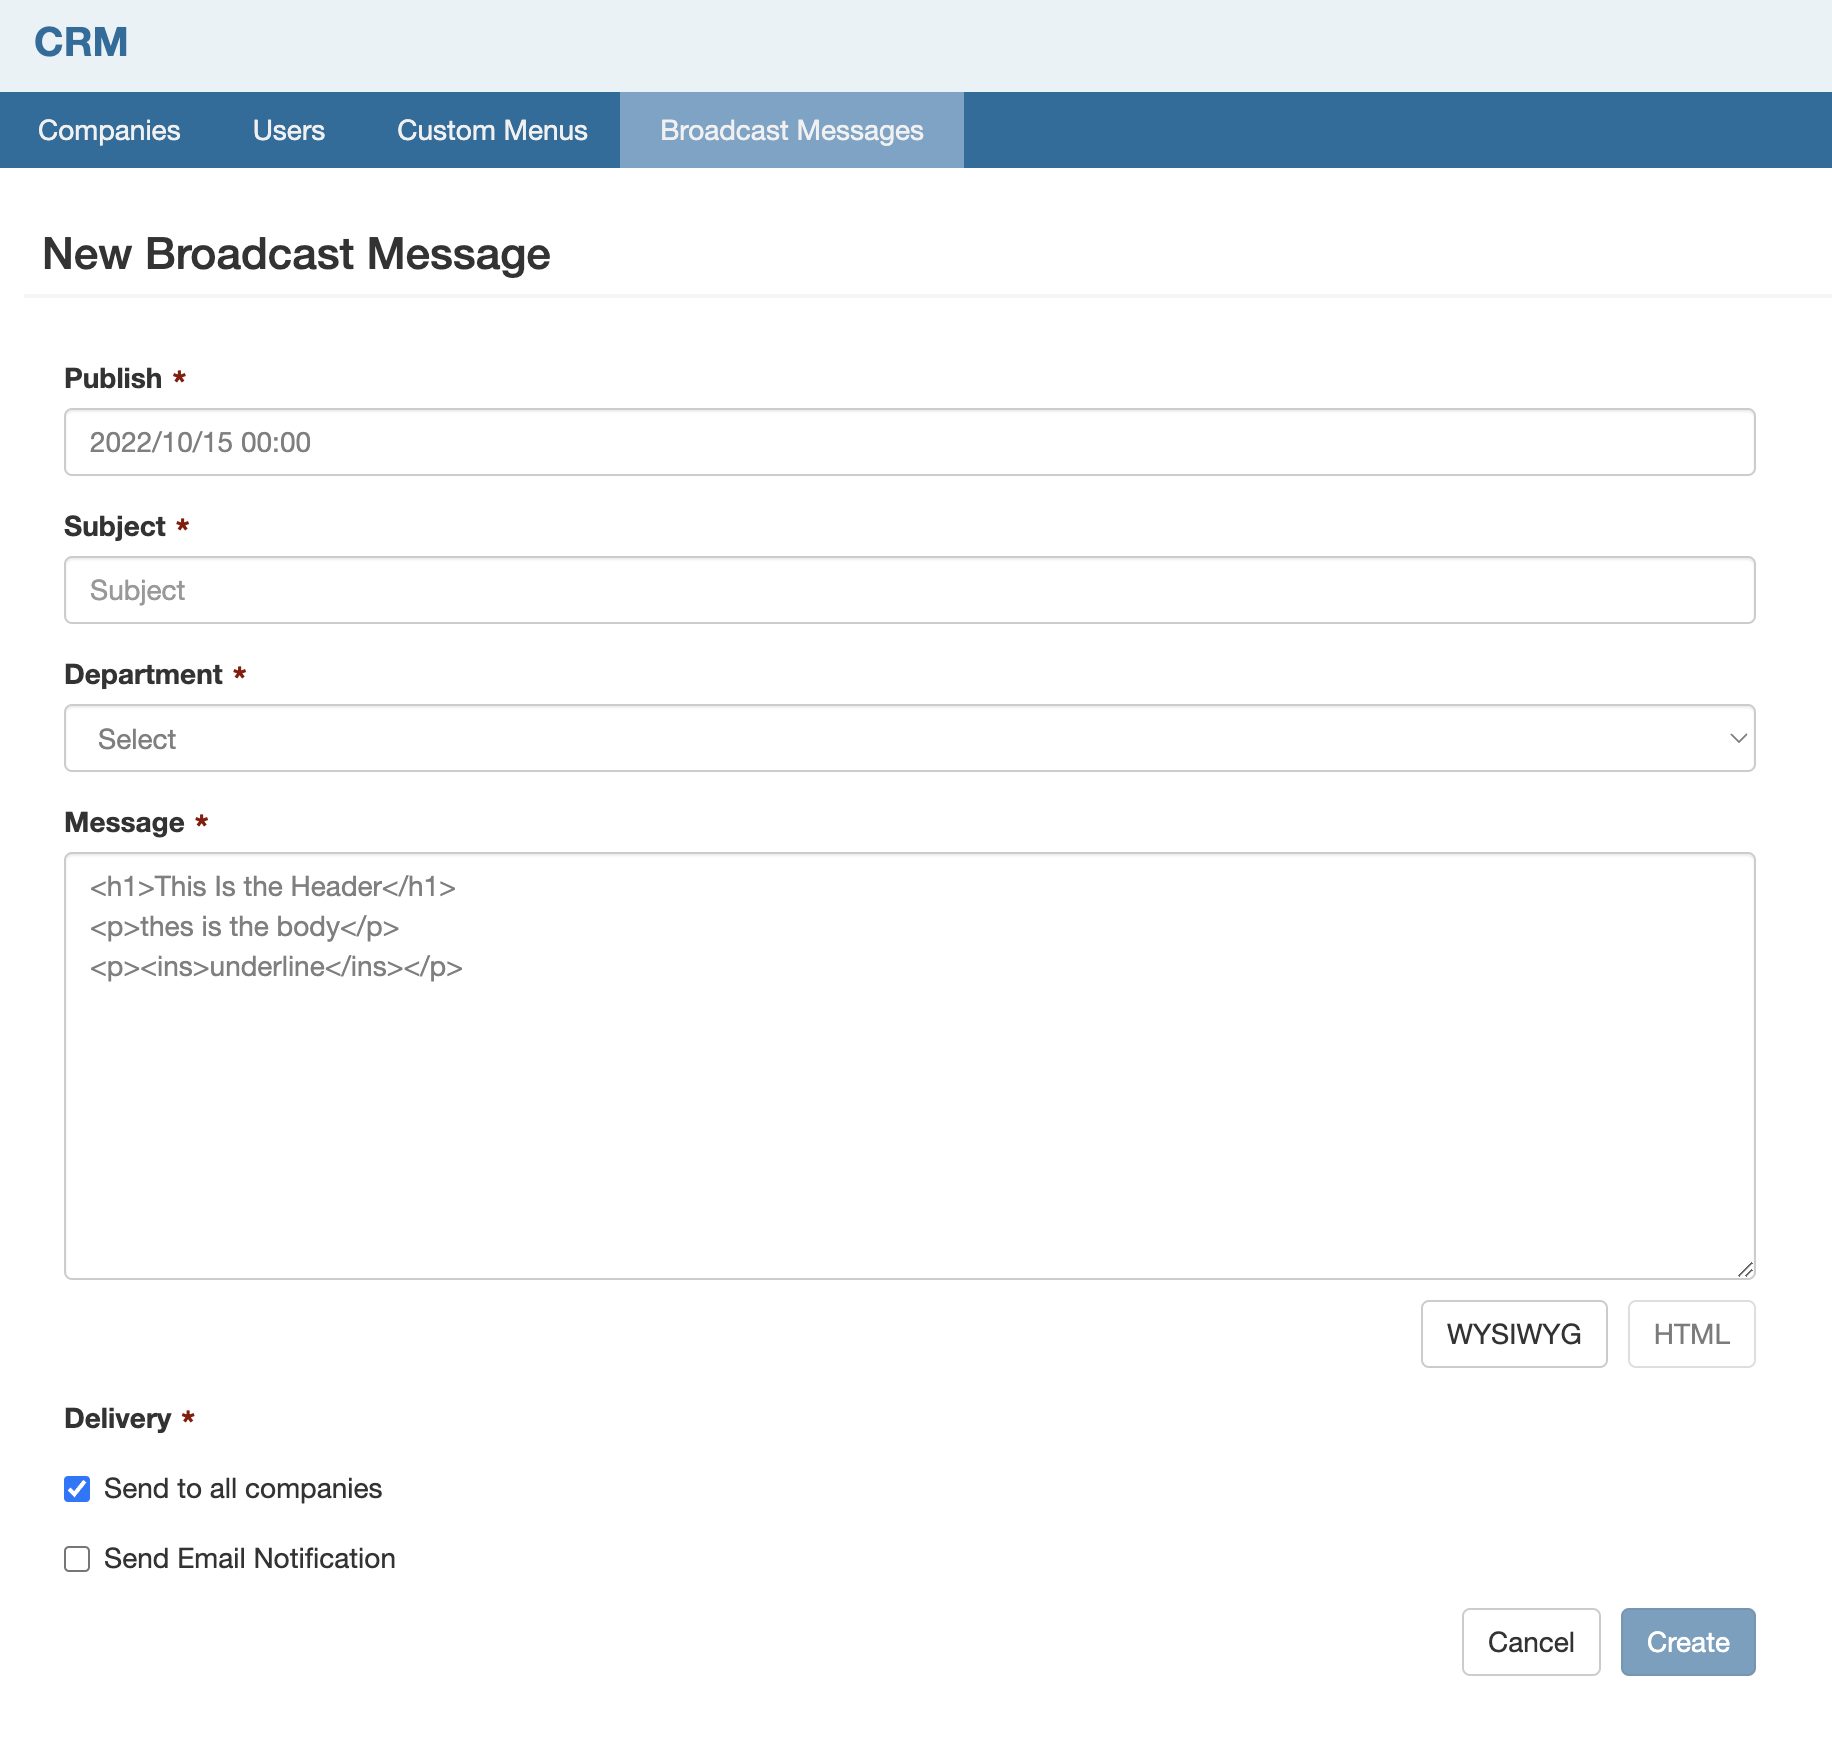 CRM
Companies Users Custom Menus Broadcast Messages
New Broadcast Message
Publish *
2022/10/15 00:00
Subject *
Subject
Department *
Select
Message *
<h1>This Is the Header</h1>
<p>thes is the body</p>
<p><ins>underline</ins></p>
WYSIWYG HTML
Delivery *
Send to all companies
Send Email Notification
Cancel Create